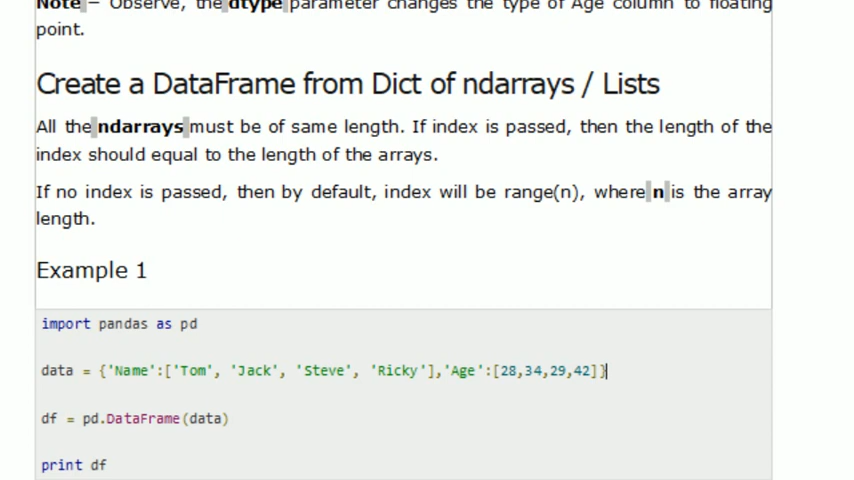 Note – Observe, the dtype parameter changes the type of Age column to floating
point.
Create a DataFrame from Dict of ndarrays / Lists
All the ndarrays must be of same length. If index is passed, then the length of the
index should equal to the length of the arrays.
If no index is passed, then by default, index will be range(n), where n is the array
length.
Example 1
import pandas as pd
data = {'Name':['Tom', 'Jack', 'Steve', 'Ricky'],'Age':[28,34,29,42]}
df = pd.DataFrame(data)
print df